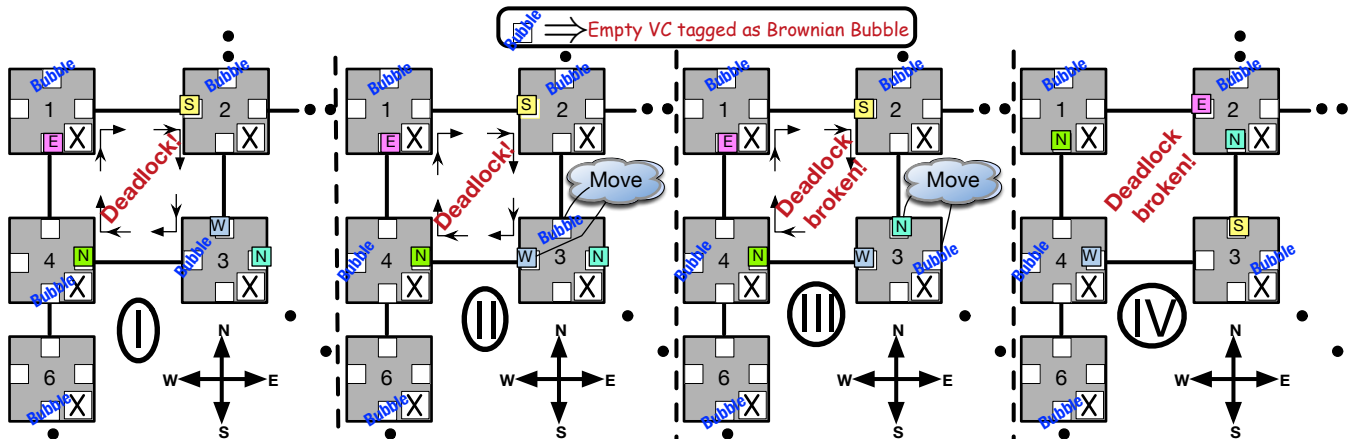 Bubble ⇒ Empty VC tagged as Brownian Bubble
Bubble
1
E
X
S
Bubble
2
X
Deadlock!
4
N
Bubble
X
W
Bubble
3
N
X
I
6
Bubble
X
N
W E
S
Bubble
1
E
X
S
Bubble
2
X
Deadlock!
Move
Bubble
4
N
X
Bubble
W
3
N
X
II
6
Bubble
X
N
W E
S
Bubble
1
E
X
S
Bubble
2
X
Deadlock
broken!
Move
Bubble
4
N
X
N
W
3
Bubble
X
III
6
Bubble
X
N
W E
S
Bubble
1
N
X
E
Bubble
2
N
X
Deadlock
broken!
Bubble
4
W
X
S
3
Bubble
X
IV
6
Bubble
X
N
W E
S